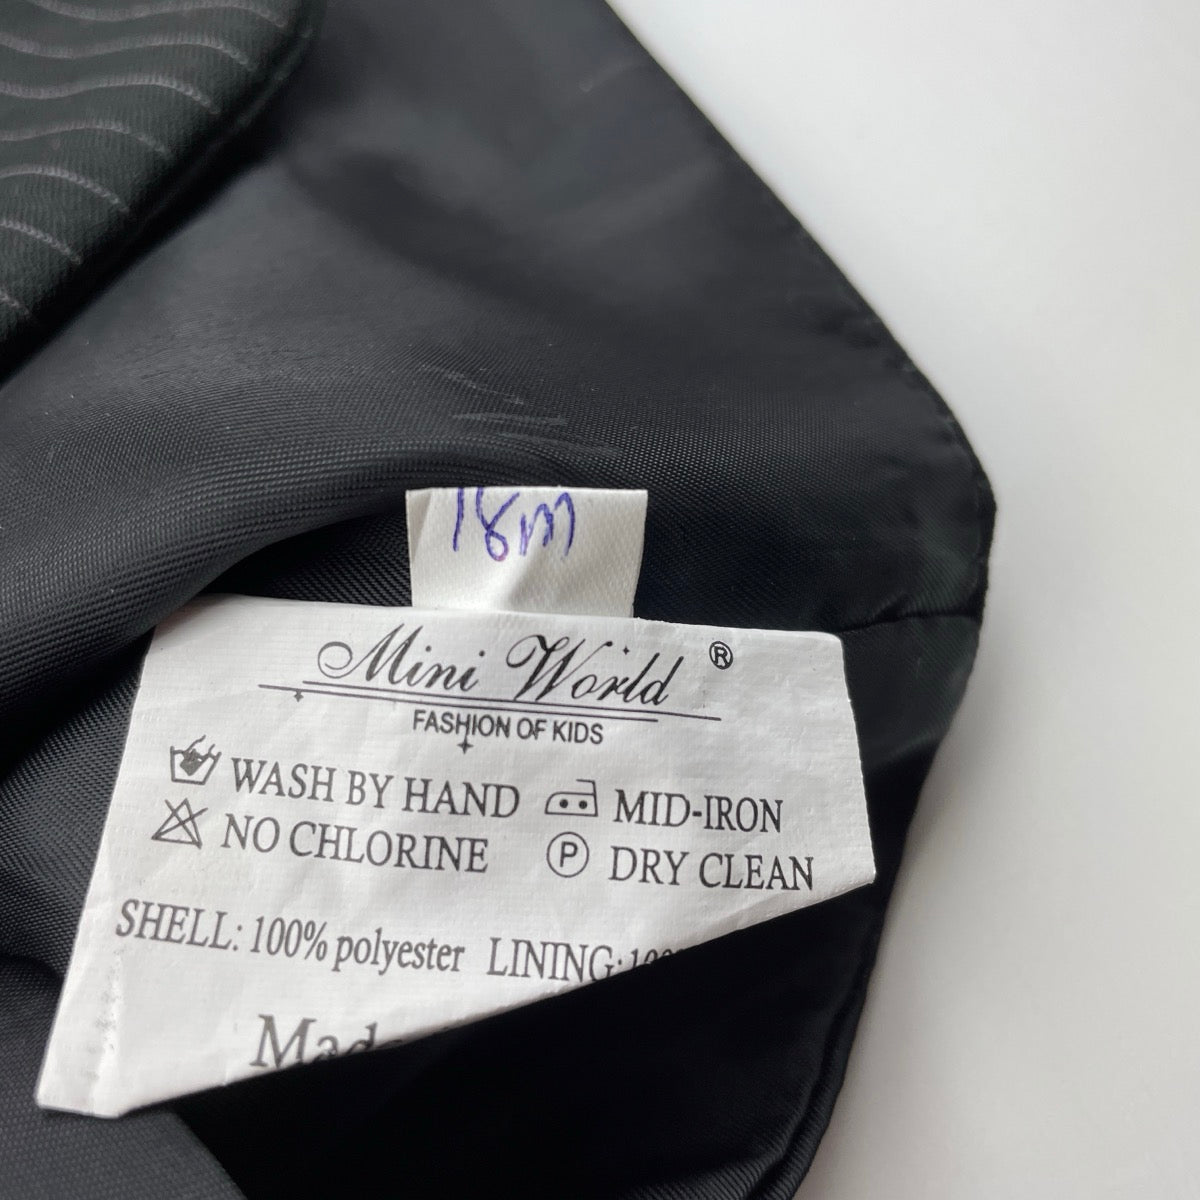 18m
Mini World ®
FASHION OF KIDS
WASH BY HAND MID-IRON
NO CHLORINE P DRY CLEAN
SHELL: 100% polyester LINING: